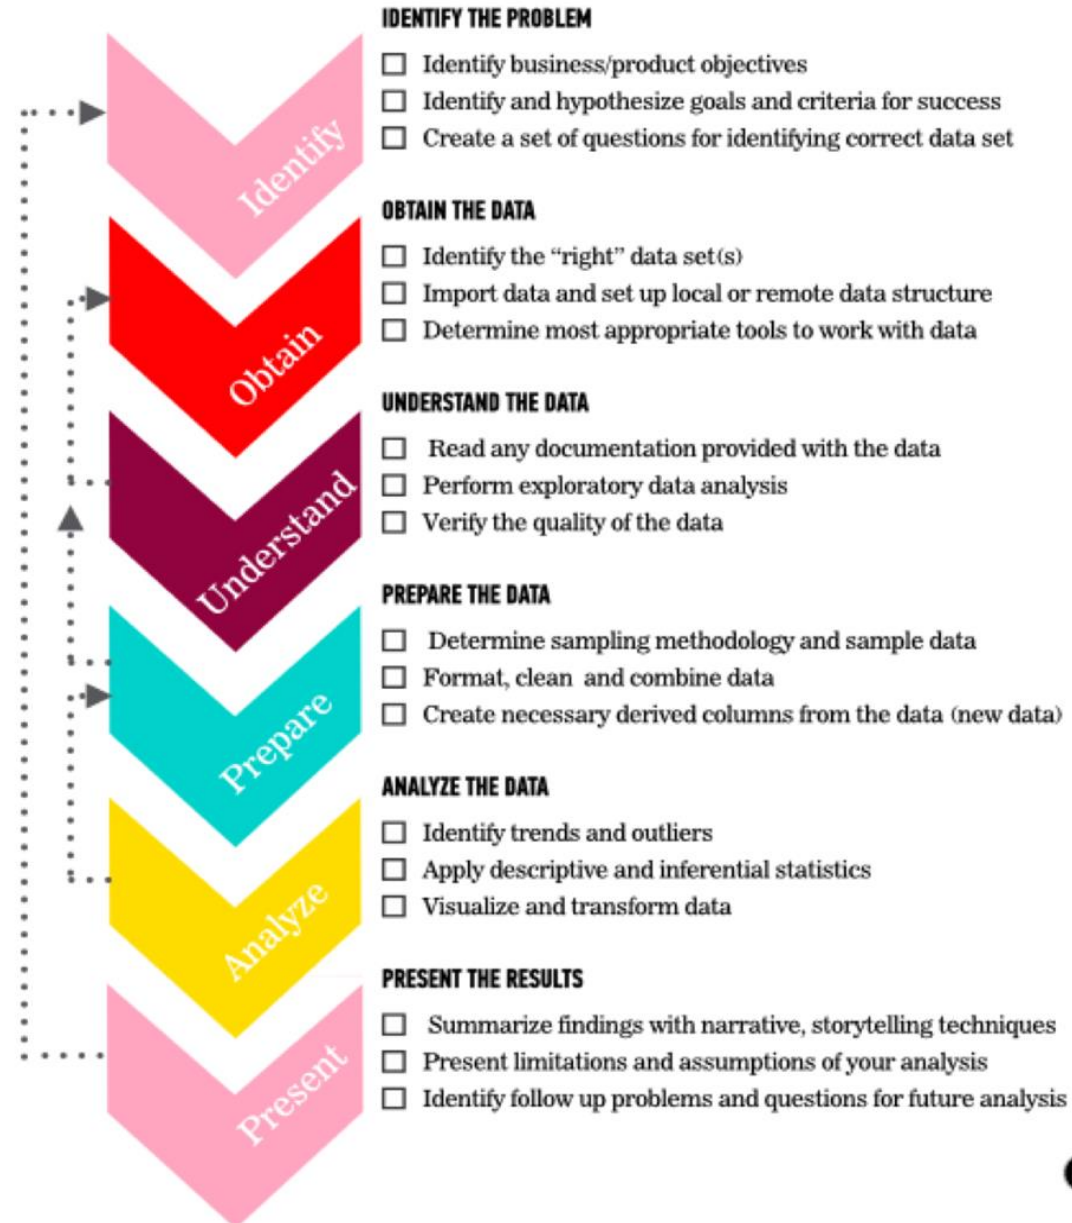 IDENTIFY THE PROBLEM
Identify business/product objectives
Identify and hypothesize goals and criteria for success
Create a set of questions for identifying correct data set
Identify
OBTAIN THE DATA
Identify the “right” data set(s)
Import data and set up local or remote data structure
Determine most appropriate tools to work with data
Obtain
UNDERSTAND THE DATA
Read any documentation provided with the data
Perform exploratory data analysis
Verify the quality of the data
Understand
PREPARE THE DATA
Determine sampling methodology and sample data
Format, clean and combine data
Create necessary derived columns from the data (new data)
Prepare
ANALYZE THE DATA
Identify trends and outliers
Apply descriptive and inferential statistics
Visualize and transform data
Analyze
PRESENT THE RESULTS
Summarize findings with narrative, storytelling techniques
Present limitations and assumptions of your analysis
Identify follow up problems and questions for future analysis
Present